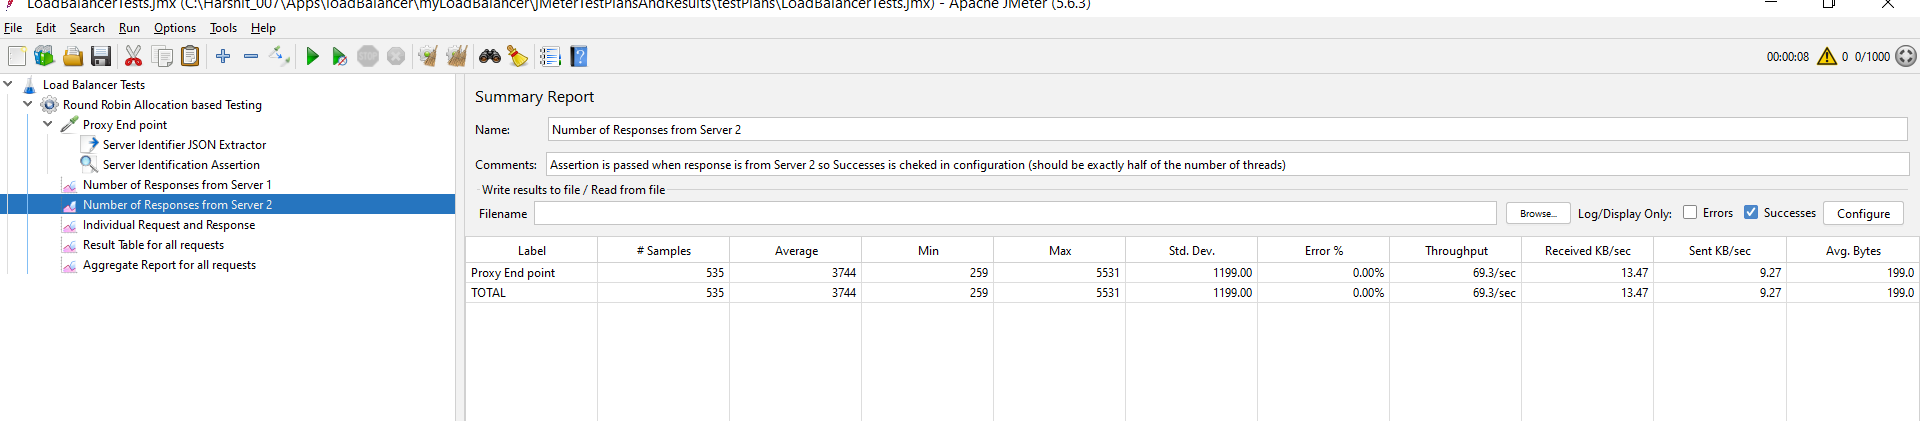 LoadBalancerTests.jmx (C:\Harshit_007\Apps\loadBalancer\myLoadBalancer\JMeterTestPlansAndResults\testPlans\LoadBalancerTests.jmx) - Apache JMeter (5.6.3)
File Edit Search Run Options Tools Help
STOP 00:00:08 0 0/1000
Load Balancer Tests
Round Robin Allocation based Testing
Proxy End point
Server Identifier JSON Extractor
Server Identification Assertion
Number of Responses from Server 1
Number of Responses from Server 2
Individual Request and Response
Result Table for all requests
Aggregate Report for all requests
Summary Report
Name: Number of Responses from Server 2
Comments: Assertion is passed when response is from Server 2 so Successes is cheked in configuration (should be exactly half of the number of threads)
Write results to file / Read from file
Filename Browse... Log/Display Only: Errors Successes Configure
Label # Samples Average Min Max Std. Dev. Error % Throughput Received KB/sec Sent KB/sec Avg. Bytes
Proxy End point 535 3744 259 5531 1199.00 0.00% 69.3/sec 13.47 9.27 199.0
TOTAL 535 3744 259 5531 1199.00 0.00% 69.3/sec 13.47 9.27 199.0